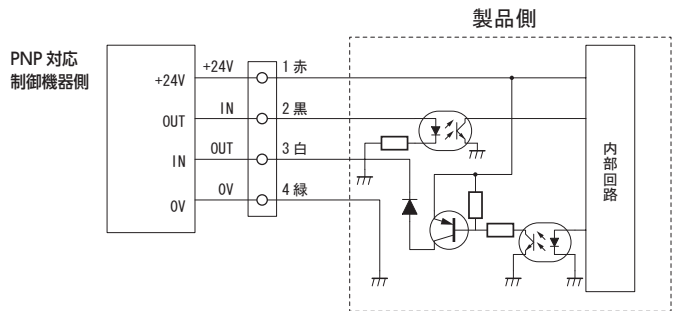 製品側
PNP 対応
制御機器側
+24V
+24V
1 赤
OUT
IN
2 黒
IN
OUT
3 白
0V
0V
4 緑
内部回路